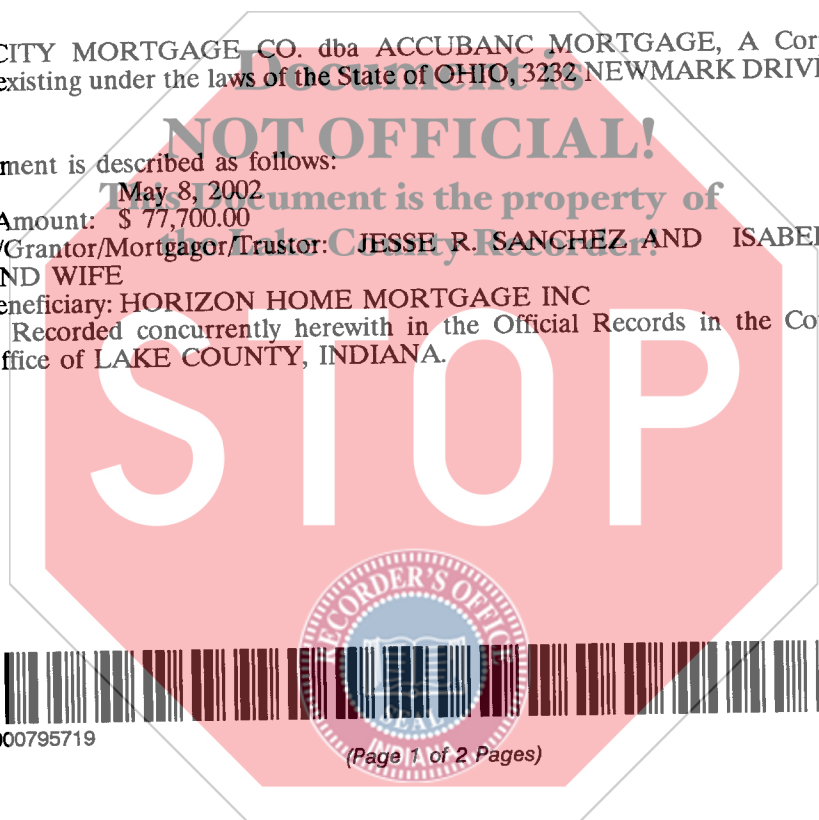 CITY MORTGAGE CO. dba ACCUBANC MORTGAGE, A Cor
existing under the laws of the State of OHIO, 3232 NEWMARK DRIV
Document is
NOT OFFICIAL!
This Document is the property of
the Lake County Recorder!
ment is described as follows:
May 8, 2002
Amount: $ 77,700.00
/Grantor/Mortgagor/Trustor: JESSE R. SANCHEZ AND ISABE
ND WIFE
eneficiary: HORIZON HOME MORTGAGE INC
Recorded concurrently herewith in the Official Records in the Co
ffice of LAKE COUNTY, INDIANA.
STOP
RECORDER'S OFFICE
SEAL
INDIANA
000795719
(Page 1 of 2 Pages)